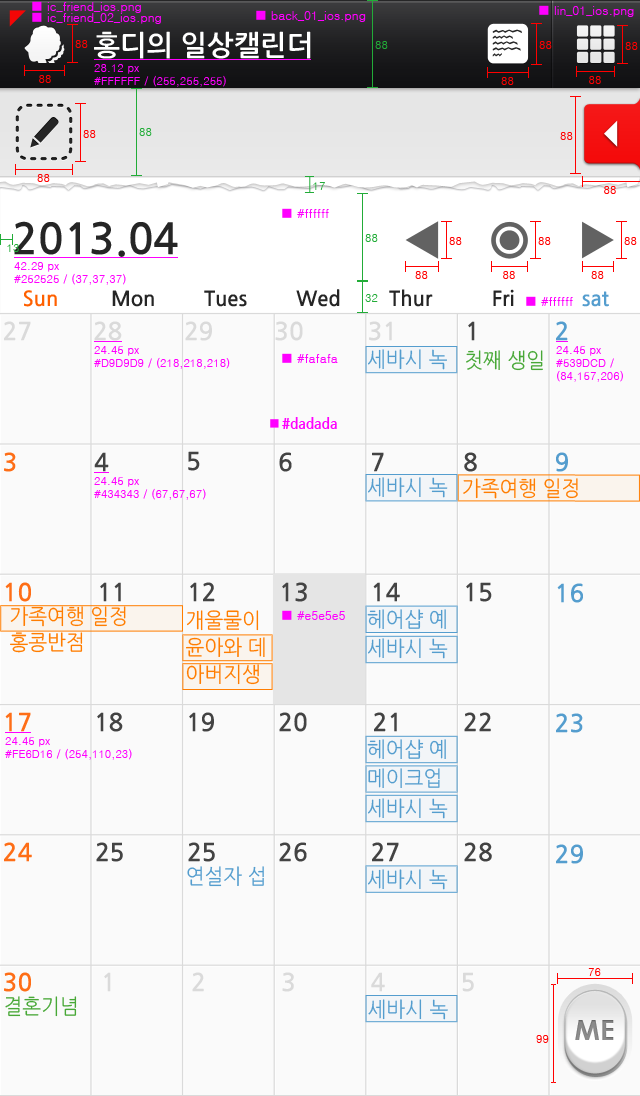 ic_friend_ios.png
ic_friend_02_ios.png
back_01_ios.png
lin_01_ios.png
홍디의 일상캘린더
28.12 px
#FFFFFF / (255,255,255)
88
88
88
88
88
88
88
88
88
88
88
88
88
17
#ffffff
2013.04
13
42.29 px
#252525 / (37,37,37)
88
88
88
88
88
88
88
32
Sun Mon Tues Wed Thur Fri sat
#ffffff
27 28 29 30 31 1 2
24.45 px
#D9D9D9 / (218,218,218)
#fafafa
세바시 녹
첫째 생일
24.45 px
#539DCD /
(84,157,206)
#dadada
3 4 5 6 7 8 9
24.45 px
#434343 / (67,67,67)
세바시 녹
가족여행 일정
10 11 12 13 14 15 16
가족여행 일정
개울물이
#e5e5e5
헤어샵 예
홍콩반점
윤아와 데
세바시 녹
아버지생
17 18 19 20 21 22 23
24.45 px
#FE6D16 / (254,110,23)
헤어샵 예
메이크업
세바시 녹
24 25 25 26 27 28 29
연설자 섭
세바시 녹
30 1 2 3 4 5
결혼기념
세바시 녹
76
99
ME